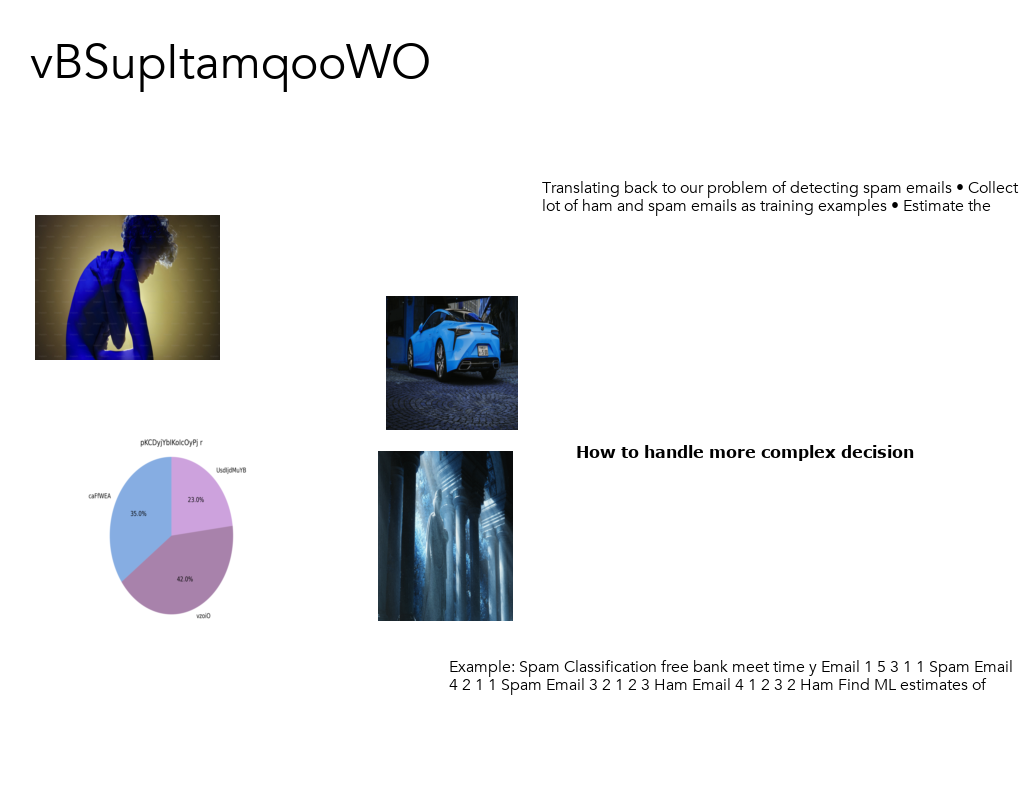 vBSupItamqooWO
Translating back to our problem of detecting spam emails • Collect
lot of ham and spam emails as training examples • Estimate the
How to handle more complex decision
UsdljdMuYB
caFfWEA
23.0%
35.0%
42.0%
vzoiO
Example: Spam Classification free bank meet time y Email 1 5 3 1 1 Spam Email
4 2 1 1 Spam Email 3 2 1 2 3 Ham Email 4 1 2 3 2 Ham Find ML estimates of